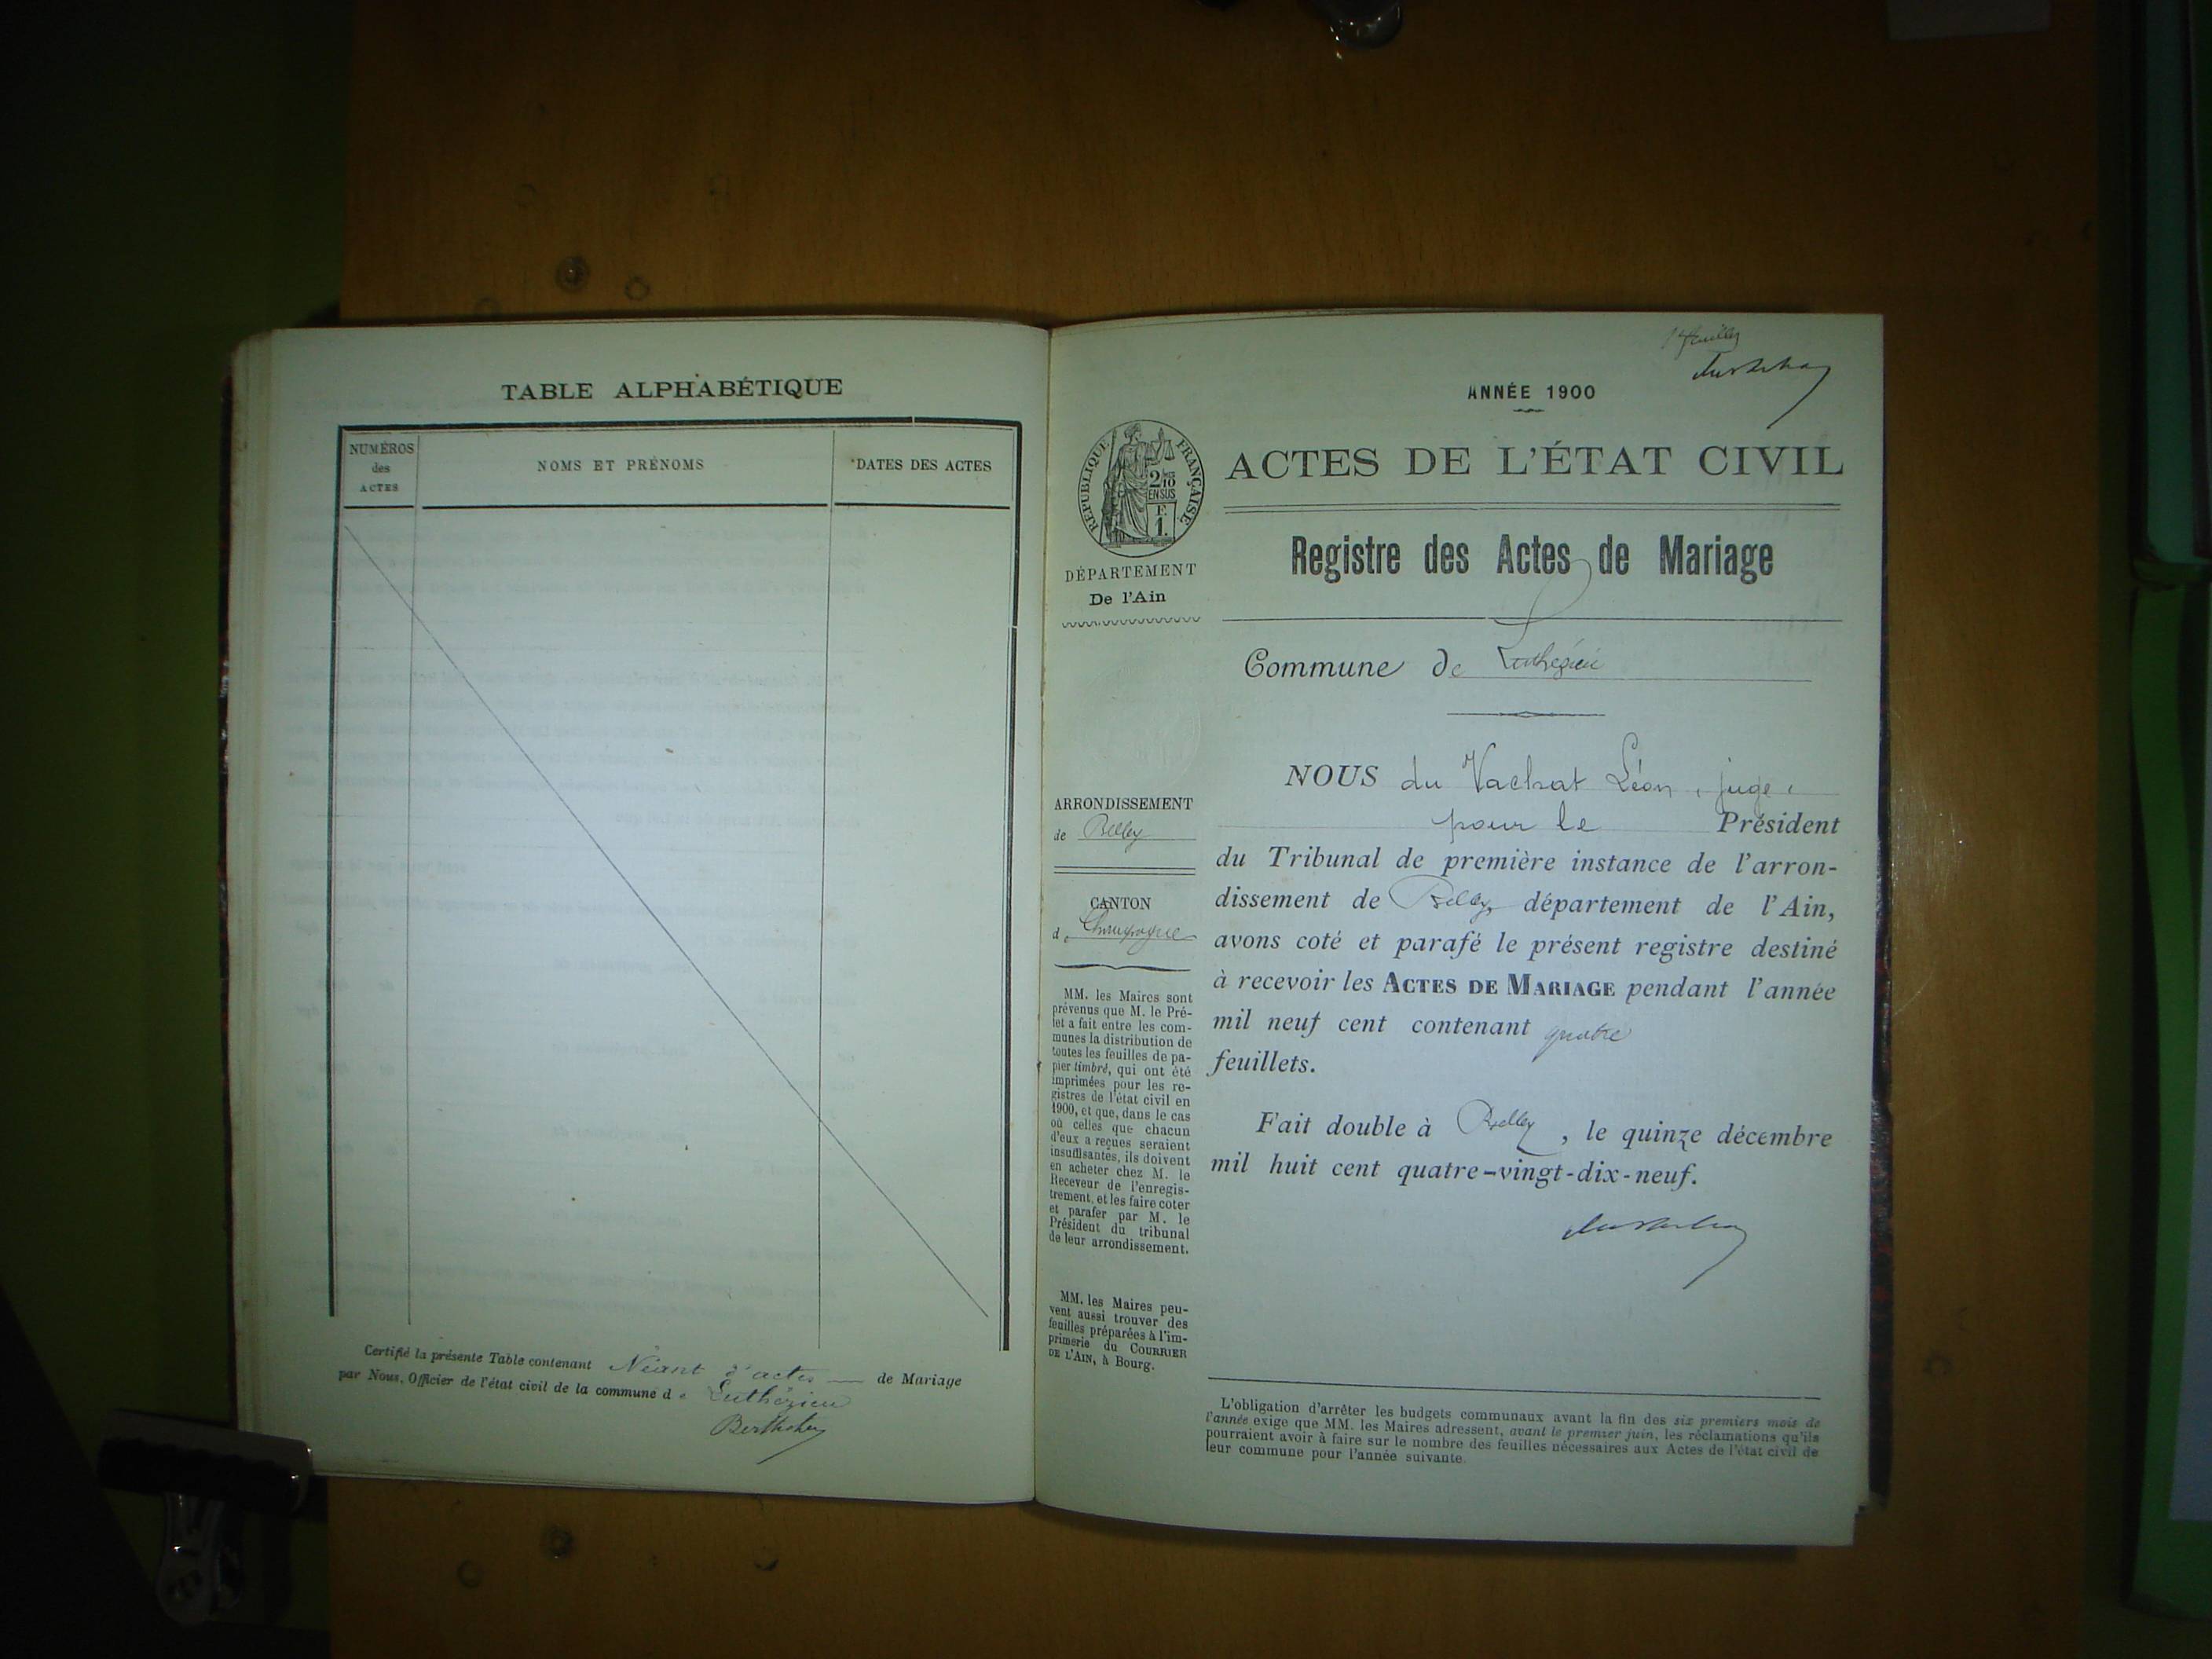 TABLE ALPHABÉTIQUE
NUMÉROS
des
ACTES
NOMS ET PRÉNOMS
DATES DES ACTES
Certifié la présente Table contenant Néant d'actes de Mariage
par Nous, Officier de l'état civil de la commune de Luthézieu
ANNÉE 1900
RÉPUBLIQUE FRANÇAISE
2/10
EN SUS
F.
1.
DÉPARTEMENT
De l'Ain
ARRONDISSEMENT
de Belley
CANTON
de Champagne
MM. les Maires sont
prévenus que M. le Pré-
fet a fait entre les com-
munes la distribution de
toutes les feuilles de pa-
pier timbré, qui ont été
imprimées pour les re-
gistres de l'état civil en
1900, et que, dans le cas
où celles que chacun
d'eux a reçues seraient
insuffisantes, ils doivent
en acheter chez M. le
Receveur de l'enregis-
trement, et les faire coter
et parafer par M. le
Président du tribunal
de leur arrondissement.
MM. les Maires peu-
vent aussi trouver des
feuilles préparées à l'im-
primerie du COURRIER
DE L'AIN, à Bourg.
ACTES DE L'ÉTAT CIVIL
Registre des Actes de Mariage
Commune de Luthézieu
NOUS du Vachat Léon, juge,
pour le Président
du Tribunal de première instance de l'arron-
dissement de Belley, département de l'Ain,
avons coté et parafé le présent registre destiné
à recevoir les ACTES DE MARIAGE pendant l'année
mil neuf cent contenant quatre
feuillets.
Fait double à Belley, le quinze décembre
mil huit cent quatre-vingt-dix-neuf.
L'obligation d'arrêter les budgets communaux avant la fin des six premiers mois de
l'année exige que MM. les Maires adressent, avant le premier juin, les réclamations qu'ils
pourraient avoir à faire sur le nombre des feuilles nécessaires aux Actes de l'état civil de
leur commune pour l'année suivante.